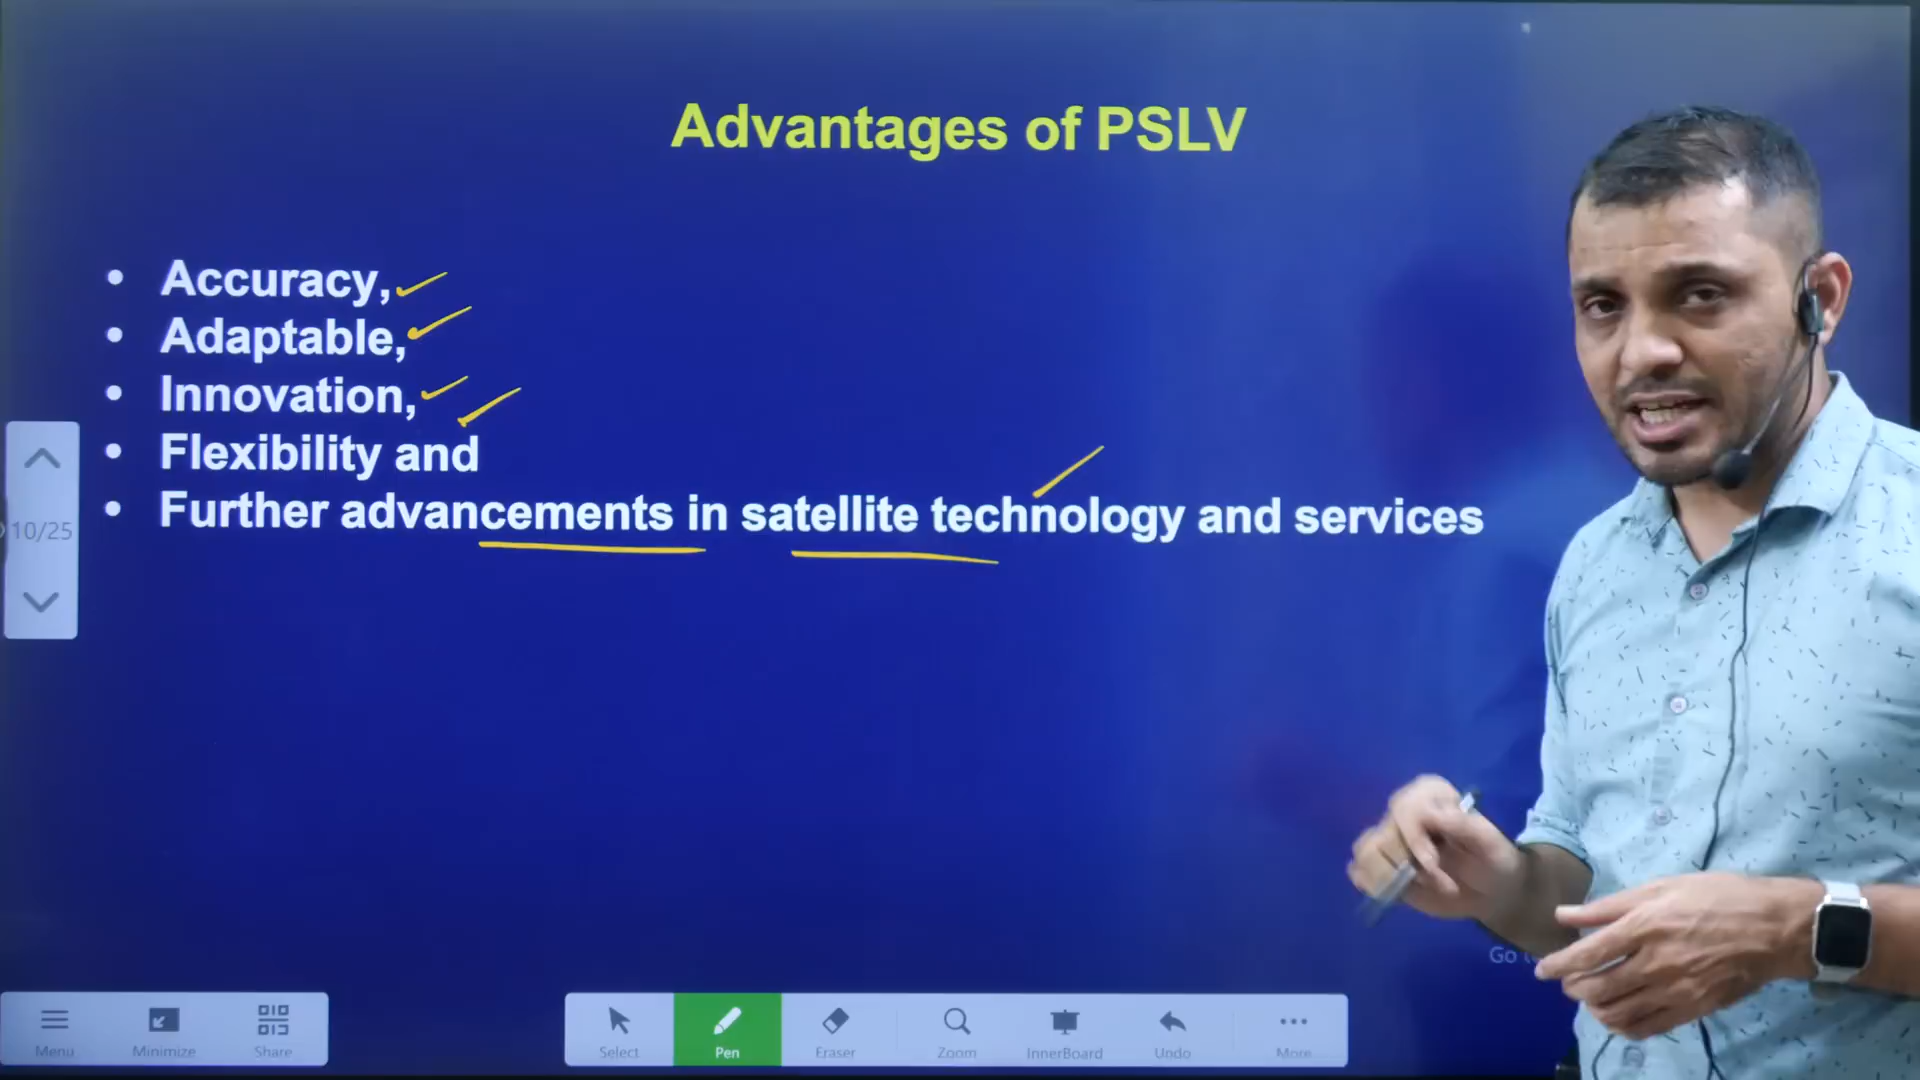 Advantages of PSLV
• Accuracy,
• Adaptable,
• Innovation,
• Flexibility and
• Further advancements in satellite technology and services
10/25
Go
Menu
Minimize
Share
Select
Pen
Eraser
Zoom
InnerBoard
Undo
More